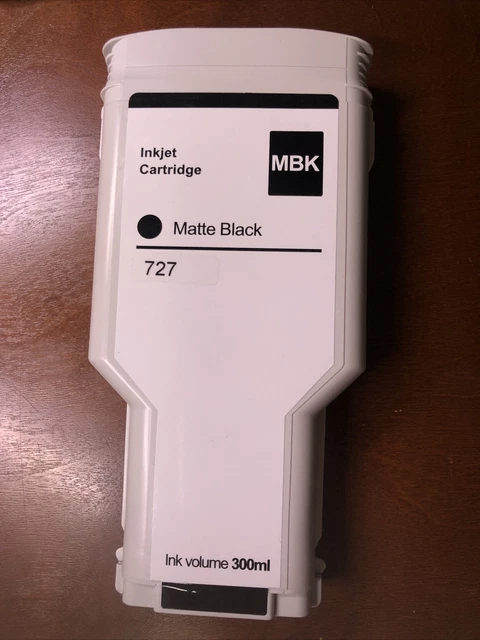 Inkjet
Cartridge
MBK
Matte Black
727
Ink volume 300ml